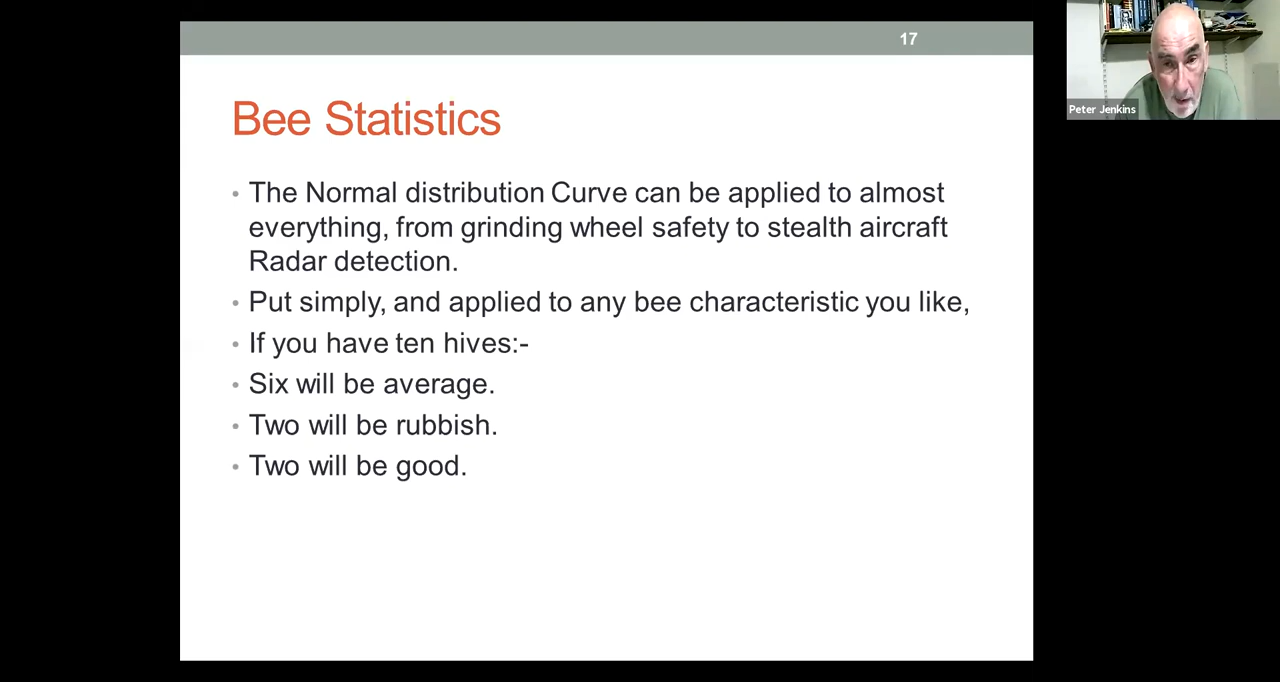 17
Peter Jenkins
Bee Statistics
• The Normal distribution Curve can be applied to almost
everything, from grinding wheel safety to stealth aircraft
Radar detection.
• Put simply, and applied to any bee characteristic you like,
• If you have ten hives:-
• Six will be average.
• Two will be rubbish.
• Two will be good.